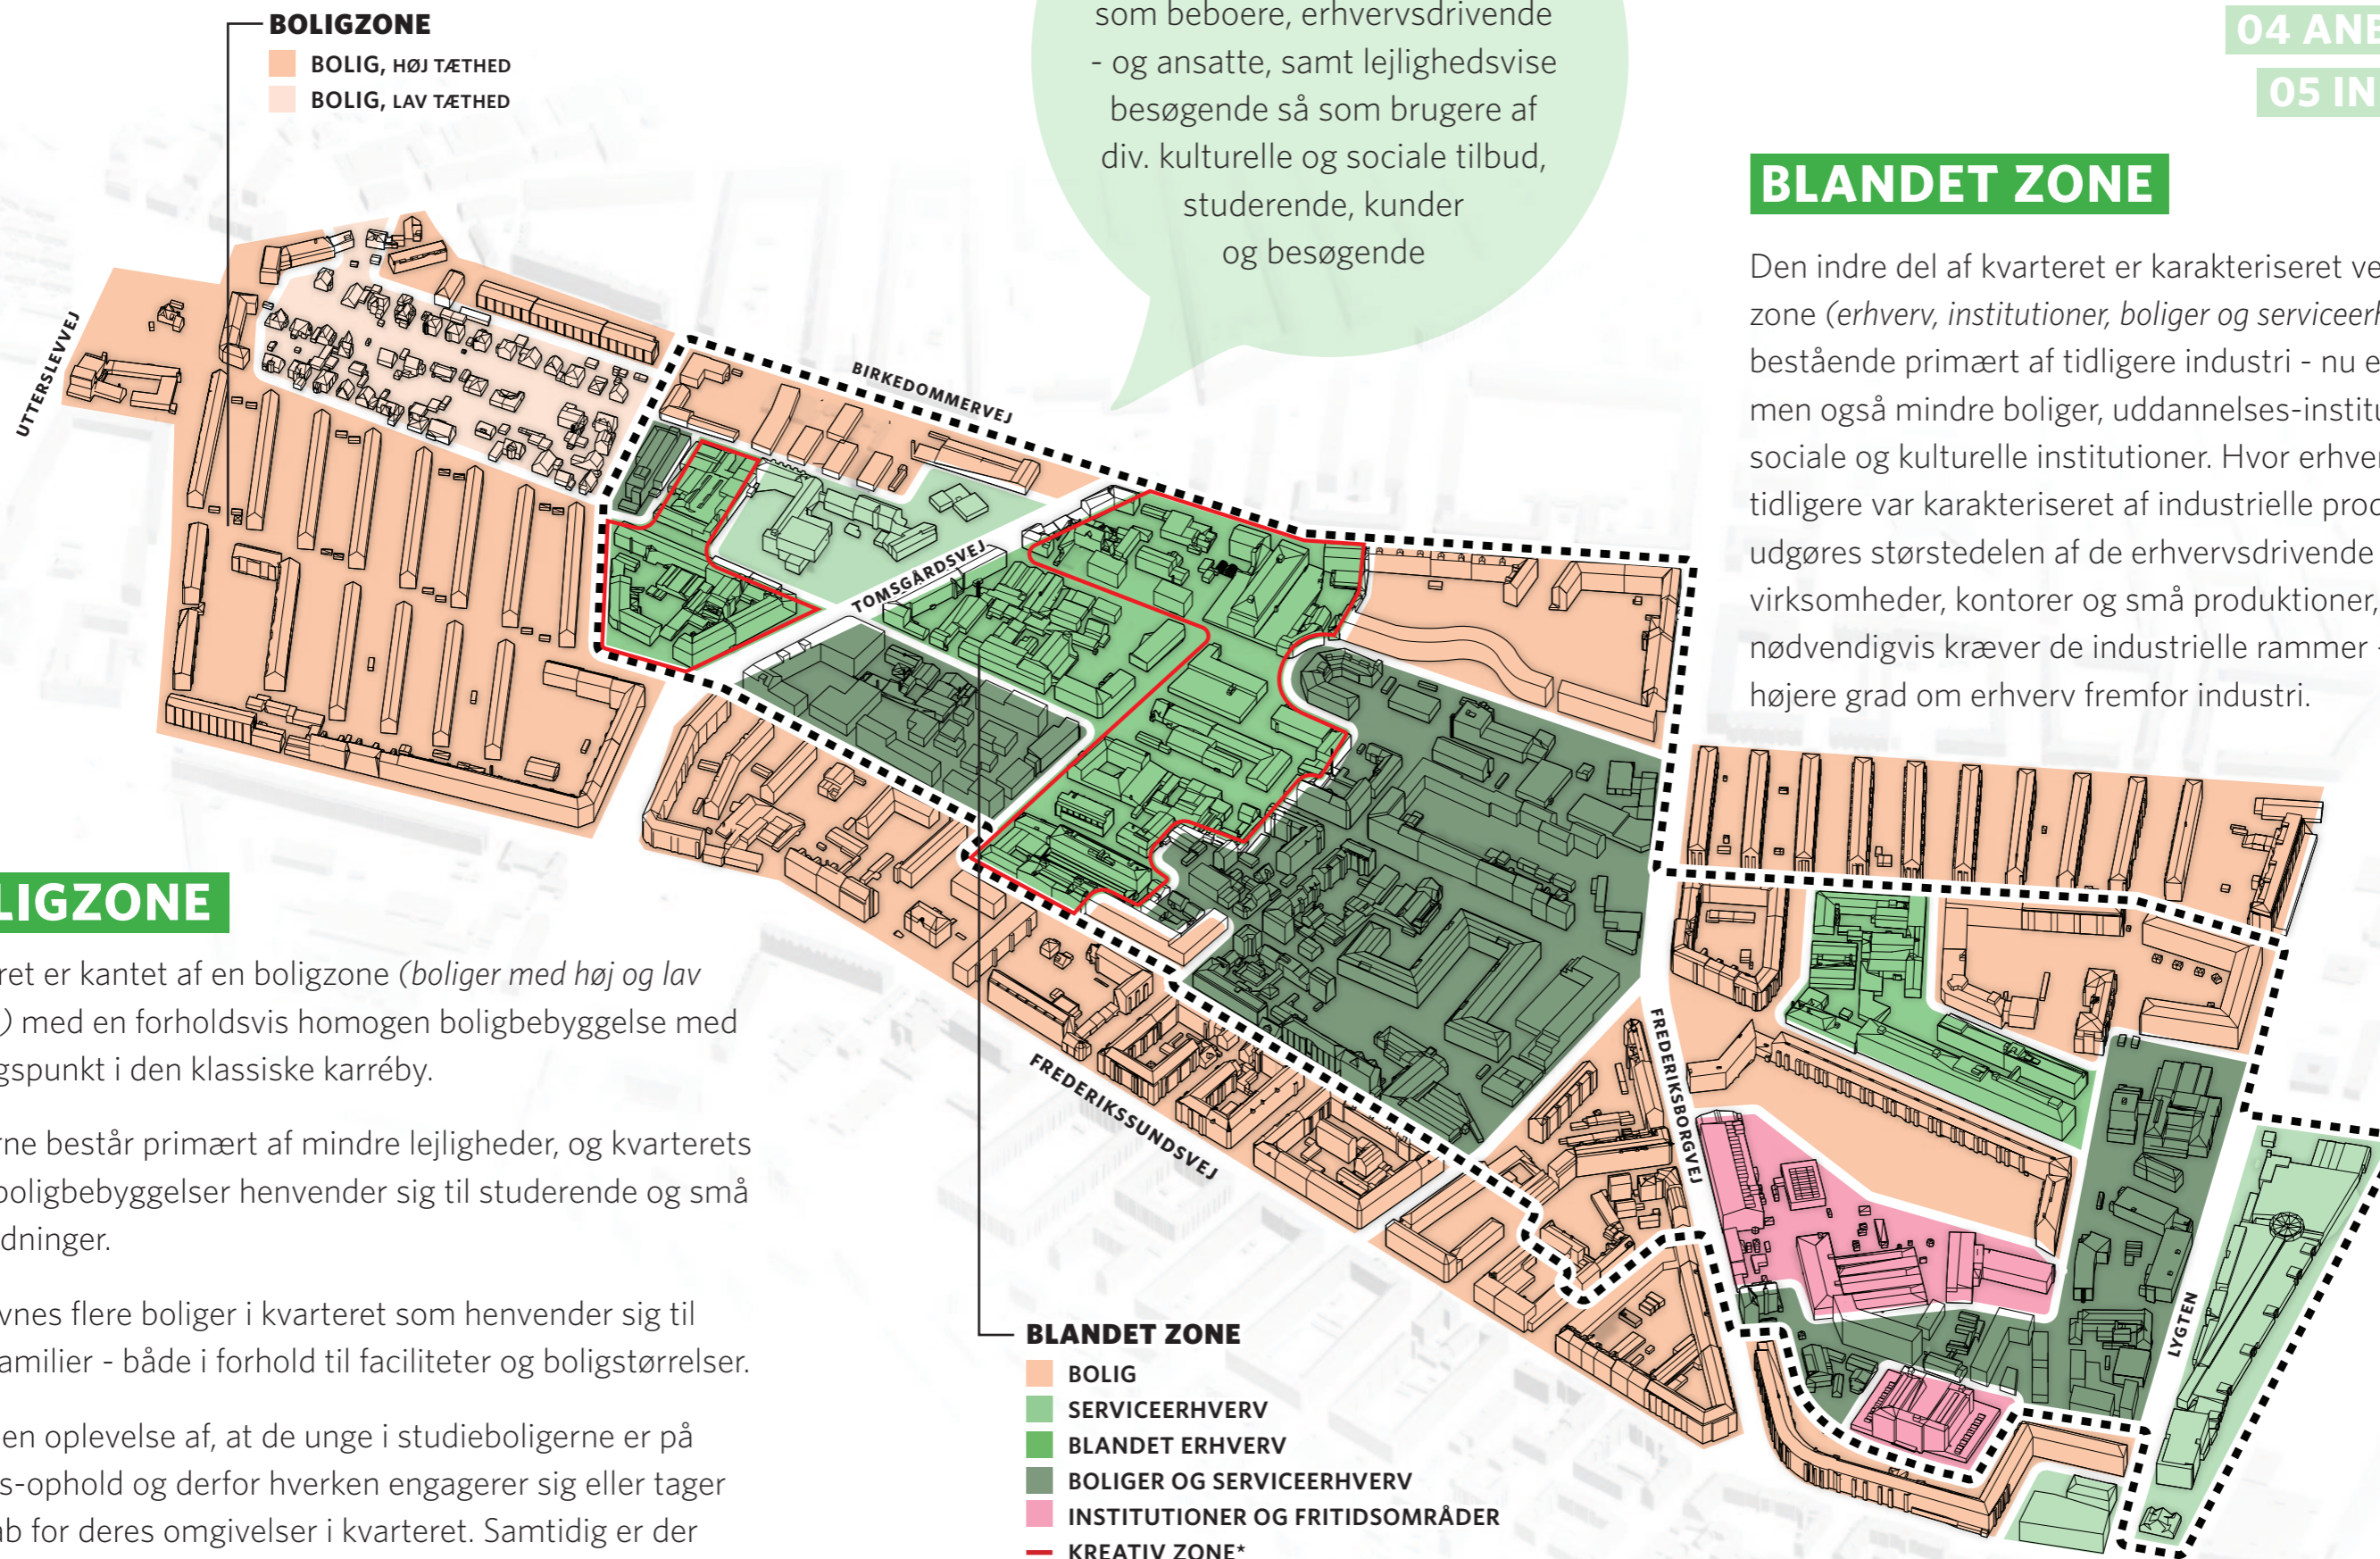 BOLIGZONE
BOLIG, HØJ TÆTHED
BOLIG, LAV TÆTHED
som beboere, erhvervsdrivende
- og ansatte, samt lejlighedsvise
besøgende så som brugere af
div. kulturelle og sociale tilbud,
studerende, kunder
og besøgende
04 ANB
05 IN
BLANDET ZONE
Den indre del af kvarteret er karakteriseret ve
zone (erhverv, institutioner, boliger og serviceerh
bestående primært af tidligere industri - nu e
men også mindre boliger, uddannelses-institu
sociale og kulturelle institutioner. Hvor erhver
tidligere var karakteriseret af industrielle prod
udgøres størstedelen af de erhvervsdrivende
virksomheder, kontorer og små produktioner,
nødvendigvis kræver de industrielle rammer -
højere grad om erhverv fremfor industri.
UTTERSLEVVEJ
BIRKEDOMMERVEJ
TOMSGÅRDSVEJ
FREDERIKSSUNDSVEJ
FREDERIKSBORGVEJ
LYGTEN
LIGZONE
ret er kantet af en boligzone (boliger med høj og lav
) med en forholdsvis homogen boligbebyggelse med
gspunkt i den klassiske karréby.
rne består primært af mindre lejligheder, og kvarterets
boligbebyggelser henvender sig til studerende og små
dninger.
vnes flere boliger i kvarteret som henvender sig til
amilier - både i forhold til faciliteter og boligstørrelser.
en oplevelse af, at de unge i studieboligerne er på
s-ophold og derfor hverken engagerer sig eller tager
ab for deres omgivelser i kvarteret. Samtidig er der
BLANDET ZONE
BOLIG
SERVICEERHVERV
BLANDET ERHVERV
BOLIGER OG SERVICEERHVERV
INSTITUTIONER OG FRITIDSOMRÅDER
KREATIV ZONE*